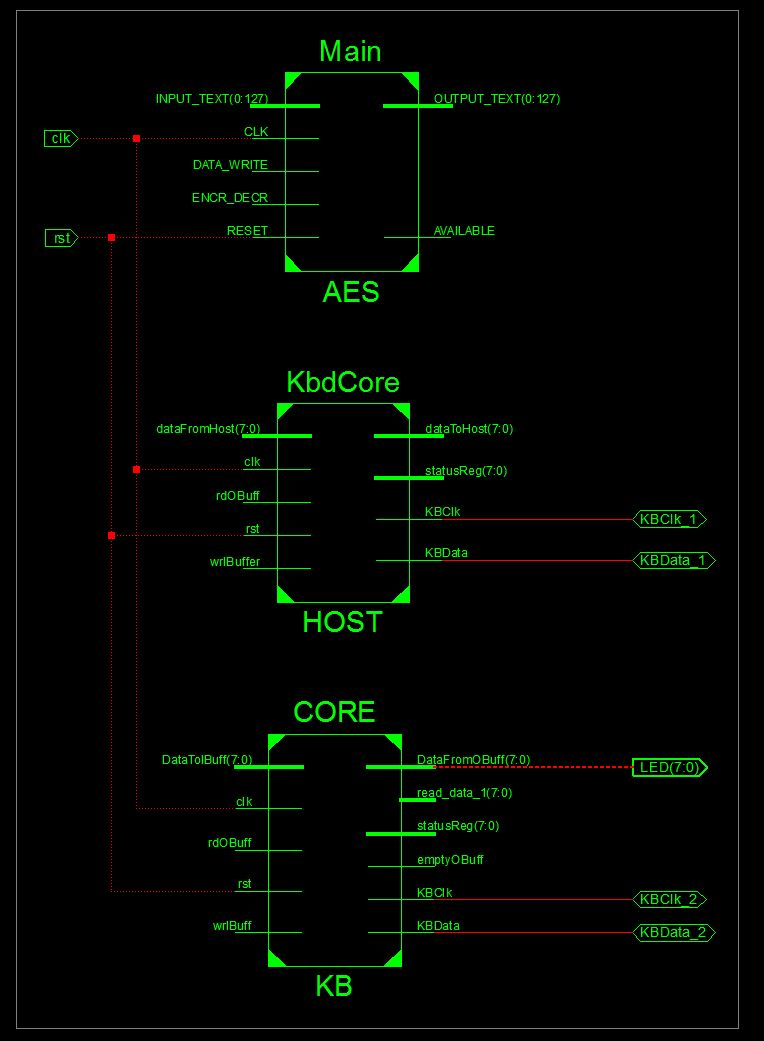 Main
INPUT_TEXT(0:127) OUTPUT_TEXT(0:127)
clk CLK
DATA_WRITE
ENCR_DECR
rst RESET AVAILABLE
AES
KbdCore
dataFromHost(7:0) dataToHost(7:0)
clk statusReg(7:0)
rdOBuff
KBClk KBClk_1
rst
KBData KBData_1
wrIBuffer
HOST
CORE
DataToIBuff(7:0) DataFromOBuff(7:0) LED(7:0)
clk read_data_1(7:0)
statusReg(7:0)
rdOBuff
emptyOBuff
rst KBClk KBClk_2
wrIBuff KBData KBData_2
KB